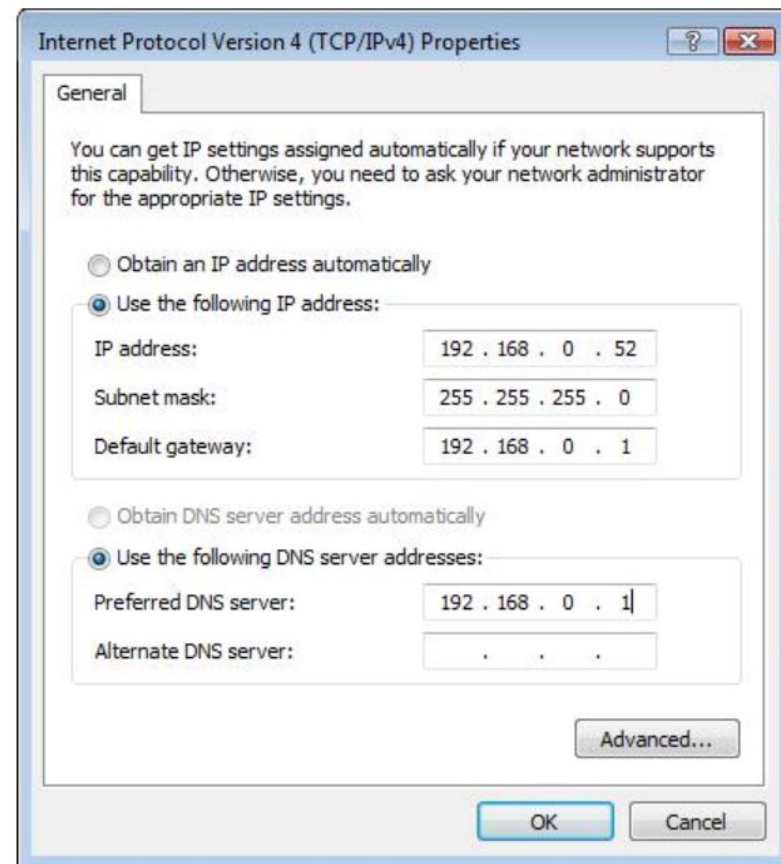 Internet Protocol Version 4 (TCP/IPv4) Properties
General
You can get IP settings assigned automatically if your network supports
this capability. Otherwise, you need to ask your network administrator
for the appropriate IP settings.
Obtain an IP address automatically
Use the following IP address:
IP address: 192 . 168 . 0 . 52
Subnet mask: 255 . 255 . 255 . 0
Default gateway: 192 . 168 . 0 . 1
Obtain DNS server address automatically
Use the following DNS server addresses:
Preferred DNS server: 192 . 168 . 0 . 1
Alternate DNS server: . . .
Advanced...
OK Cancel